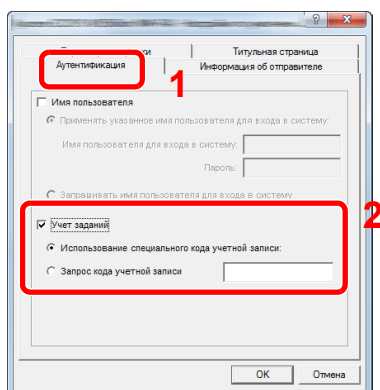 Титульная страница
Аутентификация
Информация об отправителе
1
Имя пользователя
Применять указанное имя пользователя для входа в систему:
Имя пользователя для входа в систему:
Пароль:
Запрашивать имя пользователя для входа в систему
2
Учет заданий
Использование специального кода учетной записи:
Запрос кода учетной записи
OK
Отмена